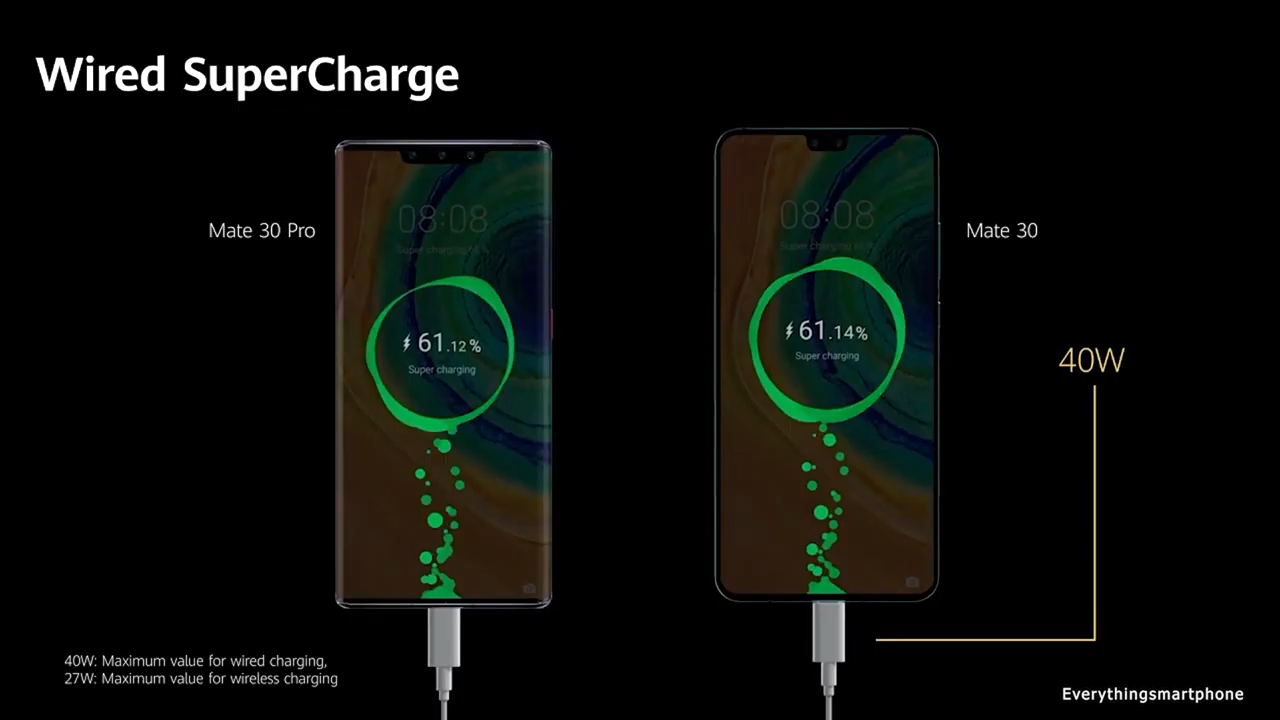 Wired SuperCharge
Mate 30 Pro
08:08
61.12%
Super charging
08:08
61.14%
Super charging
Mate 30
40W
40W: Maximum value for wired charging,
27W: Maximum value for wireless charging
Everythingsmartphone